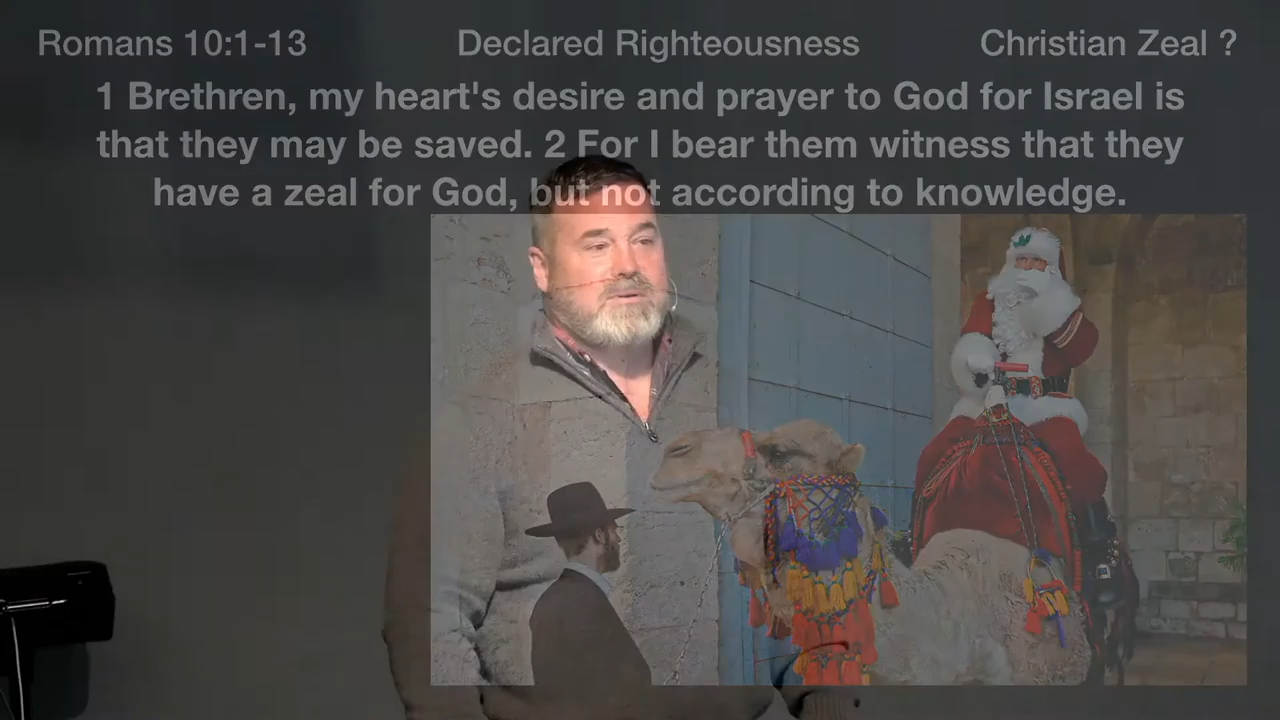 Romans 10:1-13 Declared Righteousness Christian Zeal ?
1 Brethren, my heart's desire and prayer to God for Israel is
that they may be saved. 2 For I bear them witness that they
have a zeal for God, but not according to knowledge.